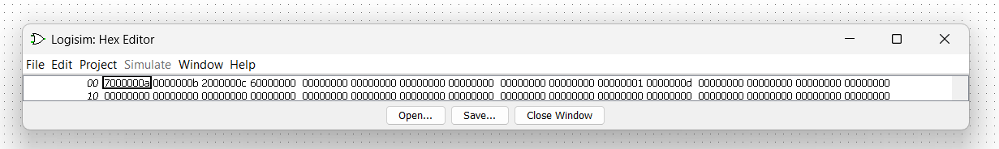 Logisim: Hex Editor
File Edit Project Simulate Window Help
00 7000000a 0000000b 2000000c 60000000 00000000 00000000 00000000 00000000 00000000 00000000 00000001 0000000d 00000000 00000000 00000000 00000000
10 00000000 00000000 00000000 00000000 00000000 00000000 00000000 00000000 00000000 00000000 00000000 00000000 00000000 00000000 00000000 00000000
Open... Save... Close Window